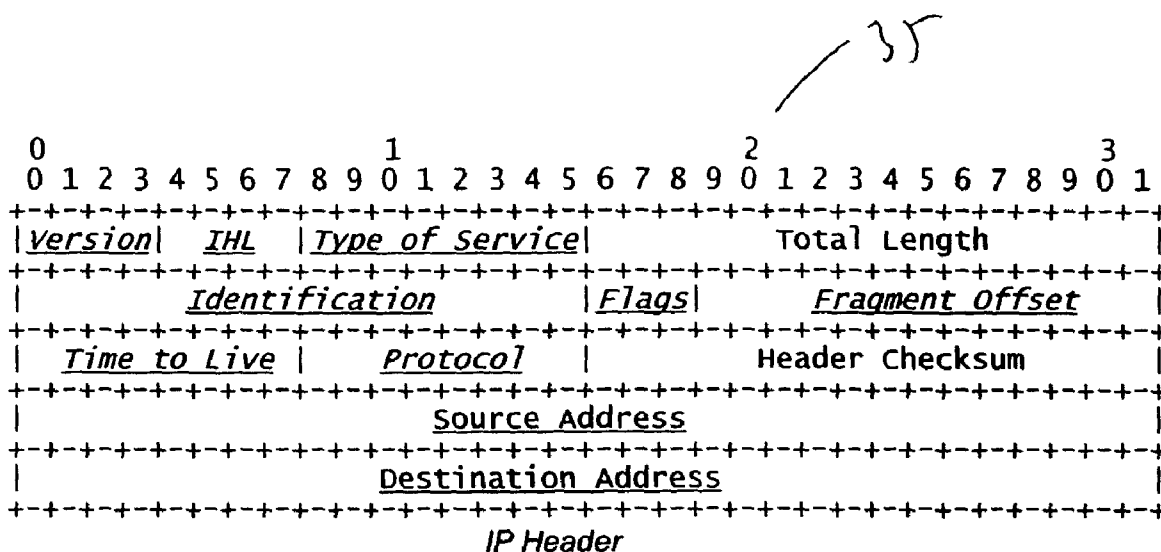 35
0 1 2 3
0 1 2 3 4 5 6 7 8 9 0 1 2 3 4 5 6 7 8 9 0 1 2 3 4 5 6 7 8 9 0 1
+-+-+-+-+-+-+-+-+-+-+-+-+-+-+-+-+-+-+-+-+-+-+-+-+-+-+-+-+-+-+-+-+
|Version| IHL |Type of Service| Total Length |
+-+-+-+-+-+-+-+-+-+-+-+-+-+-+-+-+-+-+-+-+-+-+-+-+-+-+-+-+-+-+-+-+
| Identification |Flags| Fragment Offset |
+-+-+-+-+-+-+-+-+-+-+-+-+-+-+-+-+-+-+-+-+-+-+-+-+-+-+-+-+-+-+-+-+
| Time to Live | Protocol | Header Checksum |
+-+-+-+-+-+-+-+-+-+-+-+-+-+-+-+-+-+-+-+-+-+-+-+-+-+-+-+-+-+-+-+-+
| Source Address |
+-+-+-+-+-+-+-+-+-+-+-+-+-+-+-+-+-+-+-+-+-+-+-+-+-+-+-+-+-+-+-+-+
| Destination Address |
+-+-+-+-+-+-+-+-+-+-+-+-+-+-+-+-+-+-+-+-+-+-+-+-+-+-+-+-+-+-+-+-+
IP Header